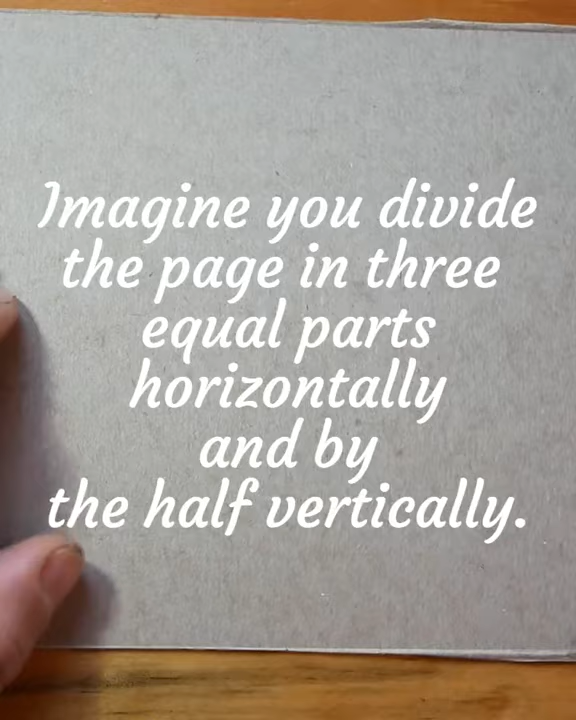 Imagine you divide
the page in three
equal parts
horizontally
and by
the half vertically.